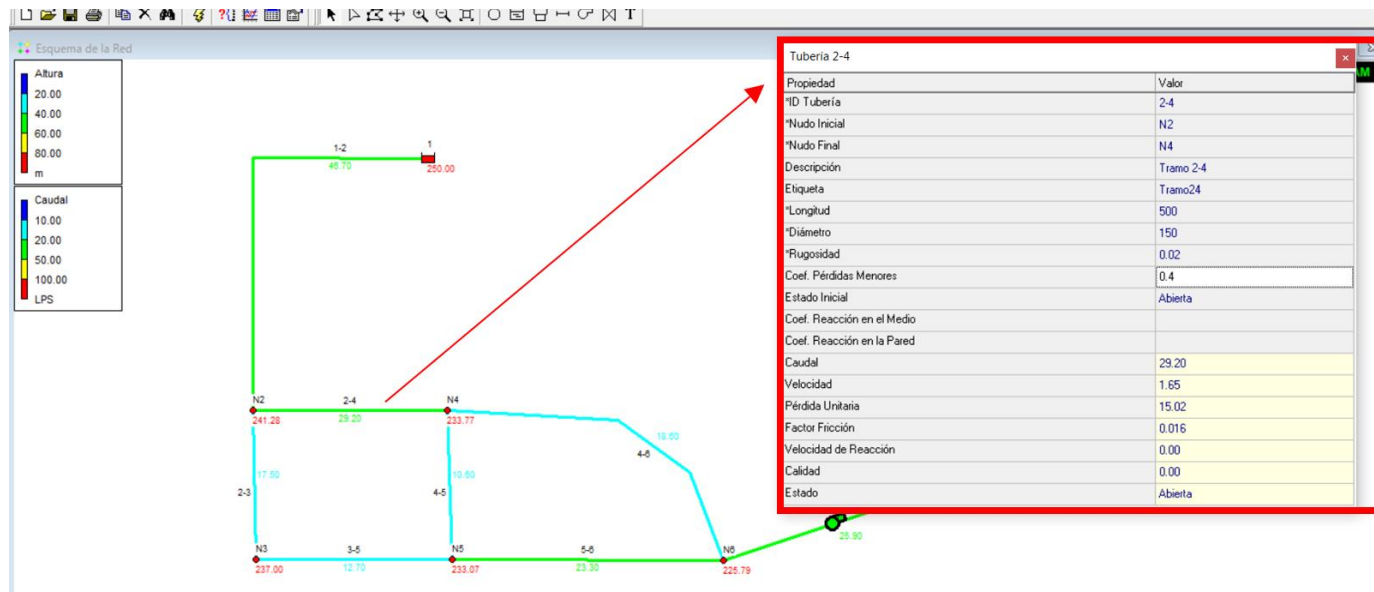 Esquema de la Red
Altura
20.00
40.00
60.00
80.00
m
Caudal
10.00
20.00
50.00
100.00
LPS
1-2
46.70
1
250.00
N2
241.28
2-4
29.20
N4
233.77
17.50
2-3
10.60
4-5
18.60
4-6
N3
237.00
3-5
12.70
N5
233.07
5-6
23.30
N6
225.79
25.90
AM
Tubería 2-4
Propiedad Valor
*ID Tubería 2-4
*Nudo Inicial N2
*Nudo Final N4
Descripción Tramo 2-4
Etiqueta Tramo24
*Longitud 500
*Diámetro 150
*Rugosidad 0.02
Coef. Pérdidas Menores 0.4
Estado Inicial Abierta
Coef. Reacción en el Medio
Coef. Reacción en la Pared
Caudal 29.20
Velocidad 1.65
Pérdida Unitaria 15.02
Factor Fricción 0.016
Velocidad de Reacción 0.00
Calidad 0.00
Estado Abierta